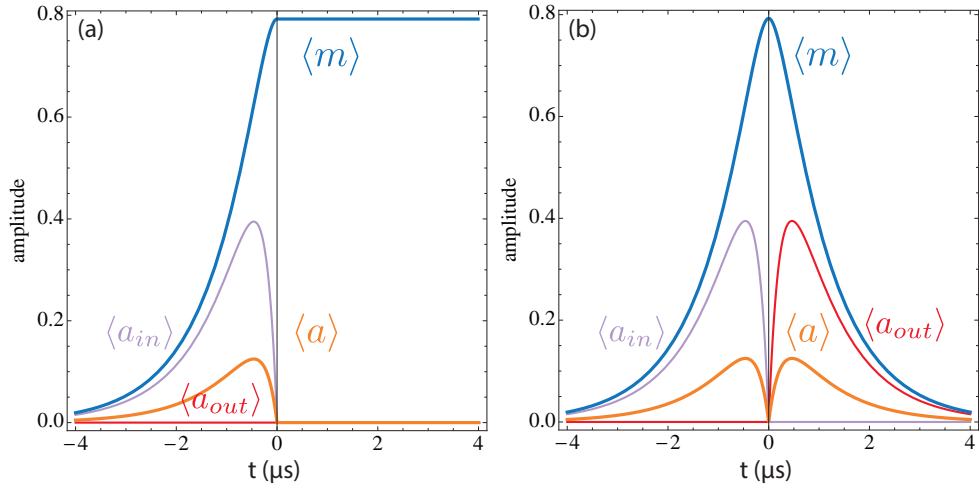 (a)
⟨m⟩
⟨a_in⟩
⟨a⟩
⟨a_out⟩
amplitude
0.8
0.6
0.4
0.2
0.0
−4 −2 0 2 4
t (μs)
(b)
⟨m⟩
⟨a_in⟩
⟨a⟩
⟨a_out⟩
amplitude
0.8
0.6
0.4
0.2
0.0
−4 −2 0 2 4
t (μs)